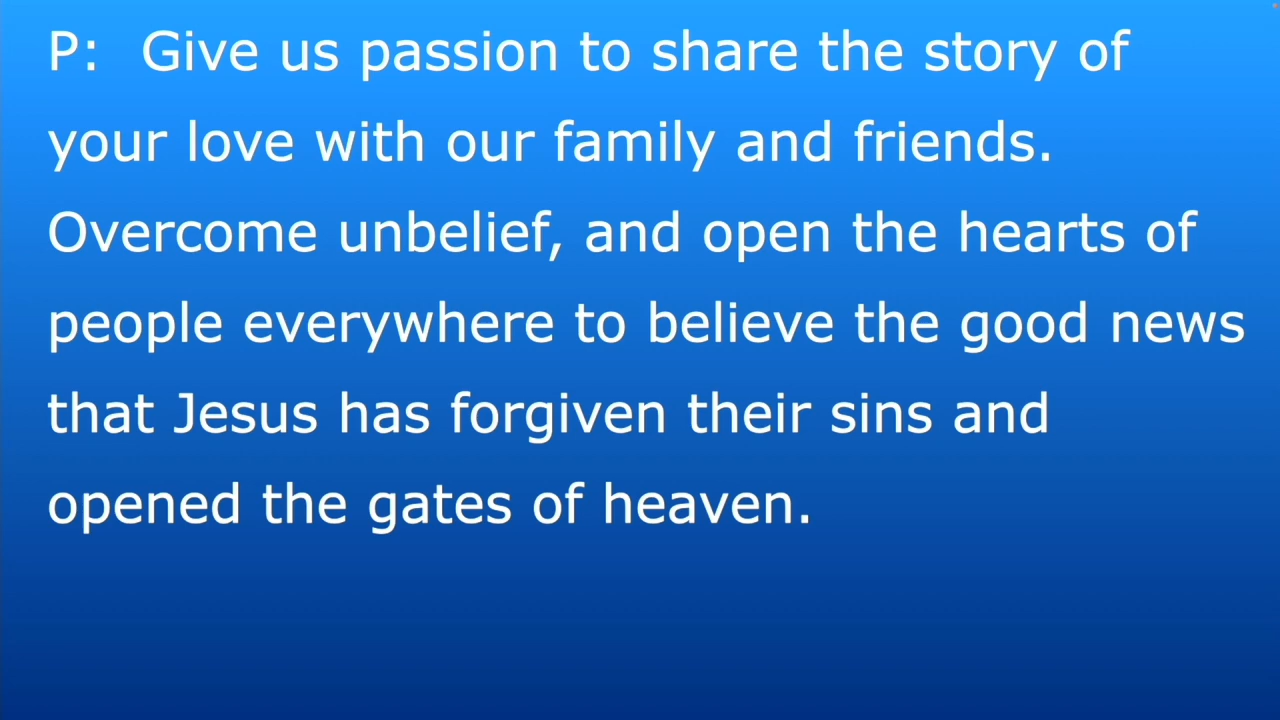 P: Give us passion to share the story of
your love with our family and friends.
Overcome unbelief, and open the hearts of
people everywhere to believe the good news
that Jesus has forgiven their sins and
opened the gates of heaven.